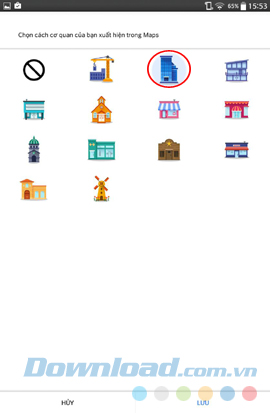 65% 15:53
Chọn cách cơ quan của bạn xuất hiện trong Maps
Download.com.vn
HỦY LƯU